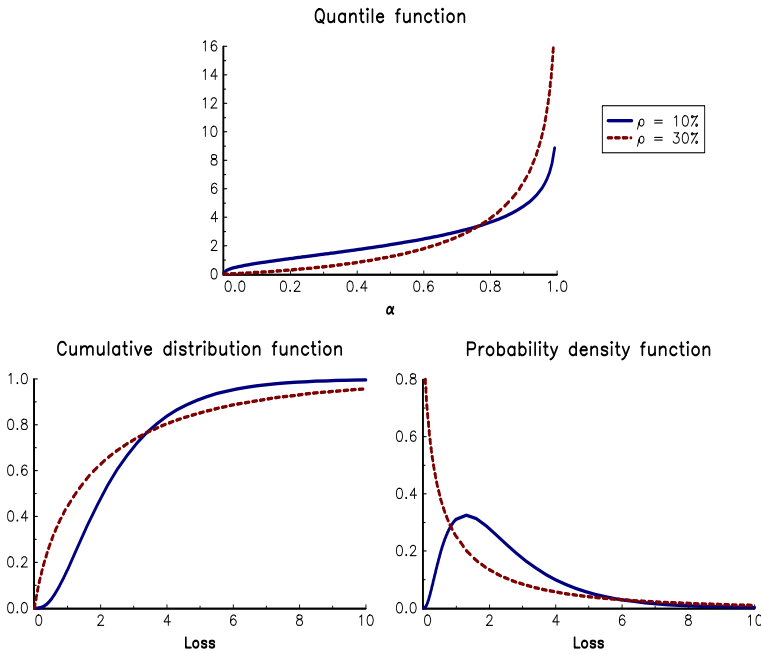 Quantile function
16
14
12
10
8
6
4
2
0
0.0 0.2 0.4 0.6 0.8 1.0
α
ρ = 10%
ρ = 30%
Cumulative distribution function
1.0
0.8
0.6
0.4
0.2
0.0
0 2 4 6 8 10
Loss
Probability density function
0.8
0.6
0.4
0.2
0.0
0 2 4 6 8 10
Loss